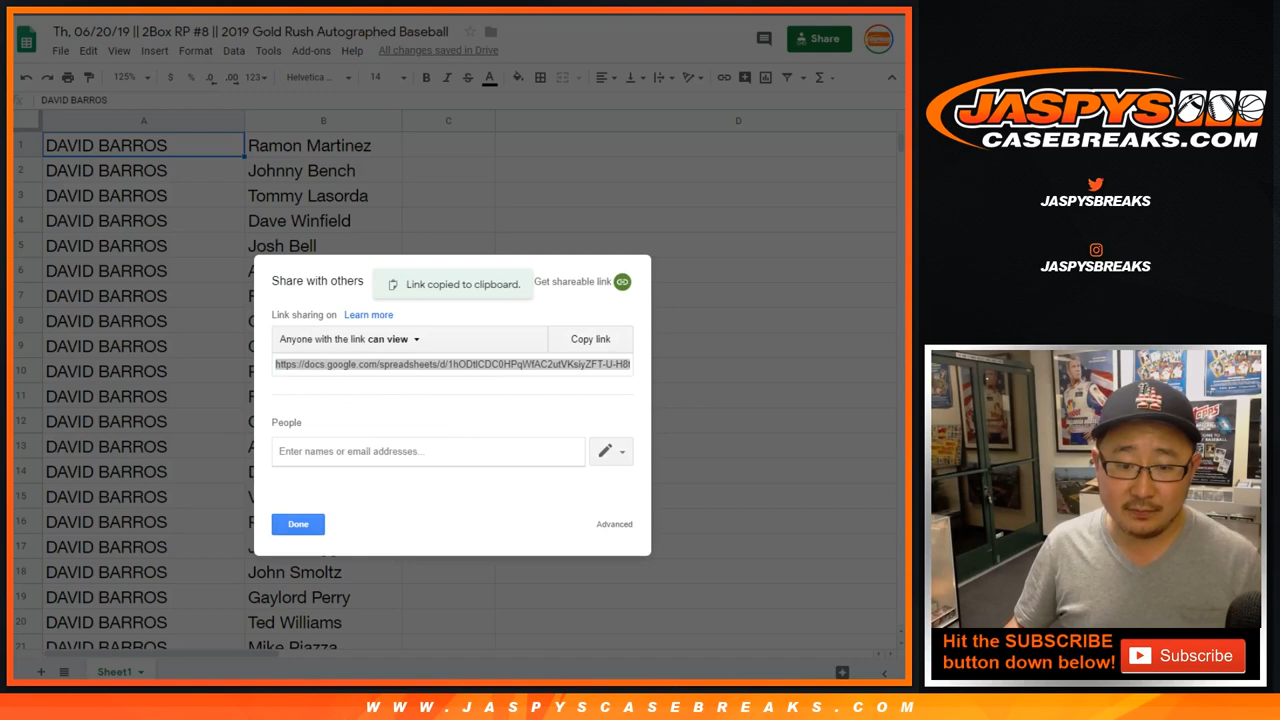 Th, 06/20/19 || 2Box RP #8 || 2019 Gold Rush Autographed Baseball
File Edit View Insert Format Data Tools Add-ons Help All changes saved in Drive
Share
125% $ % .0 .00 123 Helvetica ... 14 B I S A
DAVID BARROS
A B C D
1 DAVID BARROS Ramon Martinez
2 DAVID BARROS Johnny Bench
3 DAVID BARROS Tommy Lasorda
4 DAVID BARROS Dave Winfield
5 DAVID BARROS Josh Bell
6 DAVID BARROS
7 DAVID BARROS
8 DAVID BARROS
9 DAVID BARROS
10 DAVID BARROS
11 DAVID BARROS
12 DAVID BARROS
13 DAVID BARROS
14 DAVID BARROS
15 DAVID BARROS
16 DAVID BARROS
17 DAVID BARROS
18 DAVID BARROS John Smoltz
19 DAVID BARROS Gaylord Perry
20 DAVID BARROS Ted Williams
21 DAVID BARROS Mike Piazza
Sheet1
Share with others
Link copied to clipboard.
Get shareable link
Link sharing on Learn more
Anyone with the link can view
Copy link
People
Enter names or email addresses...
Done
Advanced
JASPYS
CASEBREAKS.COM
JASPYSBREAKS
JASPYSBREAKS
TOPPS
Hit the SUBSCRIBE
button down below!
Subscribe
WWW.JASPYSCASEBREAKS.COM